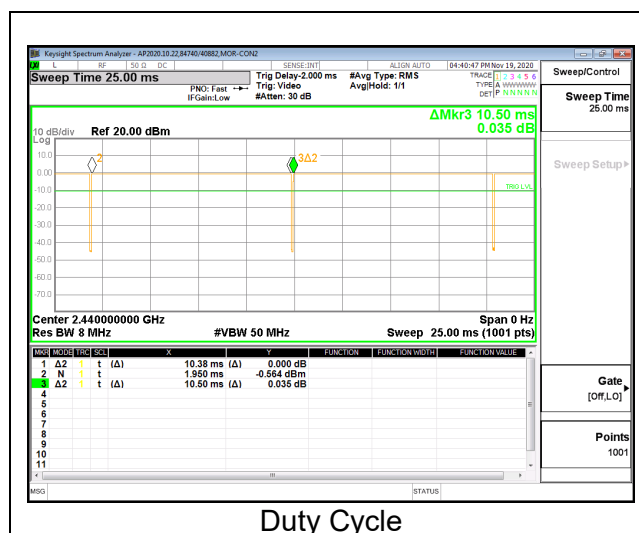 Keysight Spectrum Analyzer - AP2020.10.22,84740/40882,MOR-CON2
LXI L RF 50 Ω DC SENSE:INT ALIGN AUTO 04:40:47 PM Nov 19, 2020
Sweep Time 25.00 ms
PNO: Fast
IFGain:Low
Trig Delay-2.000 ms
Trig: Video
#Atten: 30 dB
#Avg Type: RMS
Avg|Hold: 1/1
TRACE 1 2 3 4 5 6
TYPE A WWWWWW
DET P NNNNN
Sweep/Control
Sweep Time
25.00 ms
Sweep Setup
Gate
[Off,LO]
Points
1001
ΔMkr3 10.50 ms
0.035 dB
10 dB/div Ref 20.00 dBm
Log
10.0
0.00
-10.0
-20.0
-30.0
-40.0
-50.0
-60.0
-70.0
2
3Δ2
TRIG LVL
Center 2.440000000 GHz Span 0 Hz
Res BW 8 MHz #VBW 50 MHz Sweep 25.00 ms (1001 pts)
MKR MODE TRC SCL X Y FUNCTION FUNCTION WIDTH FUNCTION VALUE
1 Δ2 1 t (Δ) 10.38 ms (Δ) 0.000 dB
2 N 1 t 1.950 ms -0.564 dBm
3 Δ2 1 t (Δ) 10.50 ms (Δ) 0.035 dB
4
5
6
7
8
9
10
11
MSG STATUS
Duty Cycle